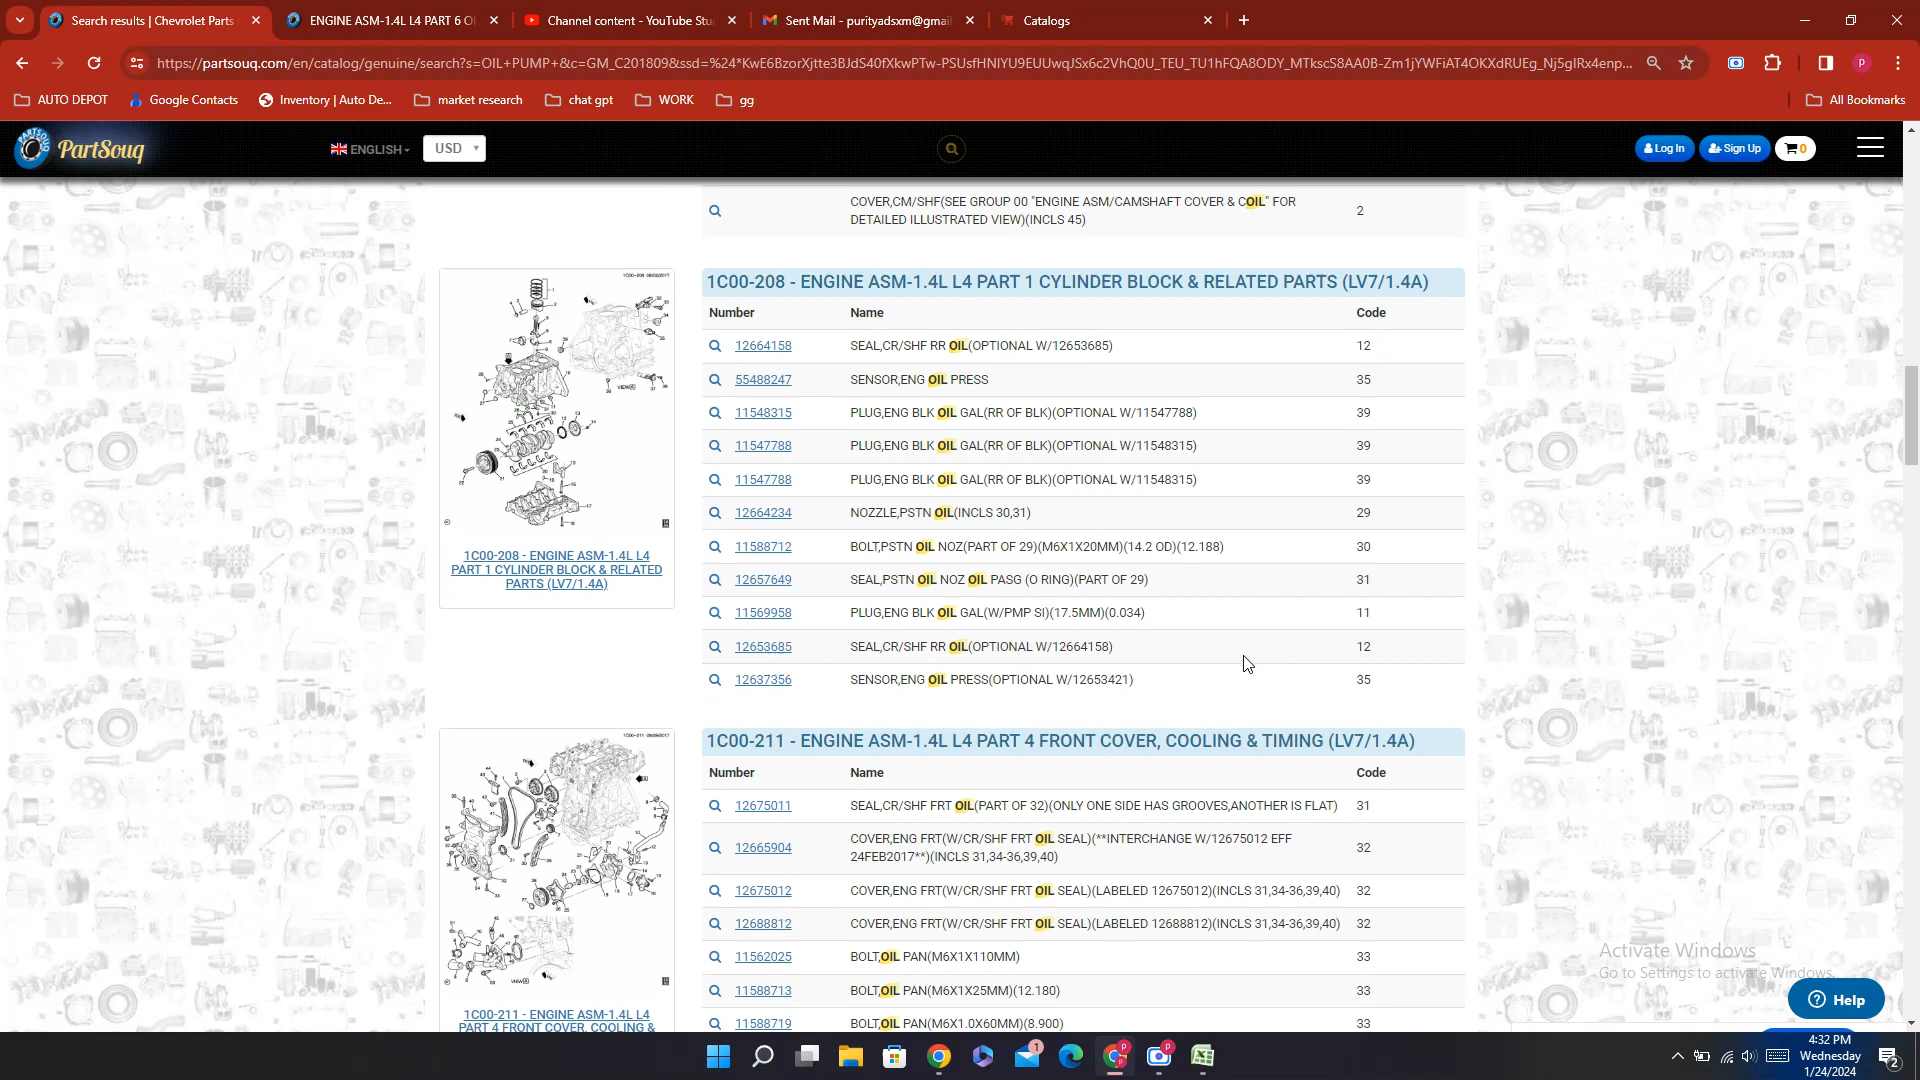 Search results | Chevrolet Parts
ENGINE ASM-1.4L L4 PART 6 O
Channel content - YouTube Stu
Sent Mail - purityadsxm@gmai
Catalogs
AUTO DEPOT
Google Contacts
Inventory | Auto De...
market research
chat gpt
WORK
gg
All Bookmarks
PartSouq
ENGLISH
USD
Log In
Sign Up
0
COVER,CM/SHF(SEE GROUP 00 "ENGINE ASM/CAMSHAFT COVER & COIL" FOR
DETAILED ILLUSTRATED VIEW)(INCLS 45)
2
1C00-208 - ENGINE ASM-1.4L L4 PART 1 CYLINDER BLOCK & RELATED PARTS (LV7/1.4A)
Number Name Code
12664158 SEAL,CR/SHF RR OIL(OPTIONAL W/12653685) 12
55488247 SENSOR,ENG OIL PRESS 35
11548315 PLUG,ENG BLK OIL GAL(RR OF BLK)(OPTIONAL W/11547788) 39
11547788 PLUG,ENG BLK OIL GAL(RR OF BLK)(OPTIONAL W/11548315) 39
11547788 PLUG,ENG BLK OIL GAL(RR OF BLK)(OPTIONAL W/11548315) 39
12664234 NOZZLE,PSTN OIL(INCLS 30,31) 29
11588712 BOLT,PSTN OIL NOZ(PART OF 29)(M6X1X20MM)(14.2 OD)(12.188) 30
12657649 SEAL,PSTN OIL NOZ OIL PASG (O RING)(PART OF 29) 31
11569958 PLUG,ENG BLK OIL GAL(W/PMP SI)(17.5MM)(0.034) 11
12653685 SEAL,CR/SHF RR OIL(OPTIONAL W/12664158) 12
12637356 SENSOR,ENG OIL PRESS(OPTIONAL W/12653421) 35
1C00-208 - ENGINE ASM-1.4L L4
PART 1 CYLINDER BLOCK & RELATED
PARTS (LV7/1.4A)
1C00-211 - ENGINE ASM-1.4L L4 PART 4 FRONT COVER, COOLING & TIMING (LV7/1.4A)
Number Name Code
12675011 SEAL,CR/SHF FRT OIL(PART OF 32)(ONLY ONE SIDE HAS GROOVES,ANOTHER IS FLAT) 31
12665904 COVER,ENG FRT(W/CR/SHF FRT OIL SEAL)(**INTERCHANGE W/12675012 EFF
24FEB2017**)(INCLS 31,34-36,39,40) 32
12675012 COVER,ENG FRT(W/CR/SHF FRT OIL SEAL)(LABELED 12675012)(INCLS 31,34-36,39,40) 32
12688812 COVER,ENG FRT(W/CR/SHF FRT OIL SEAL)(LABELED 12688812)(INCLS 31,34-36,39,40) 32
11562025 BOLT,OIL PAN(M6X1X110MM) 33
11588713 BOLT,OIL PAN(M6X1X25MM)(12.180) 33
11588719 BOLT,OIL PAN(M6X1.0X60MM)(8.900) 33
1C00-211 - ENGINE ASM-1.4L L4
PART 4 FRONT COVER, COOLING &
Activate Windows
Go to Settings to activate Windows.
Help
4:32 PM
Wednesday
1/24/2024